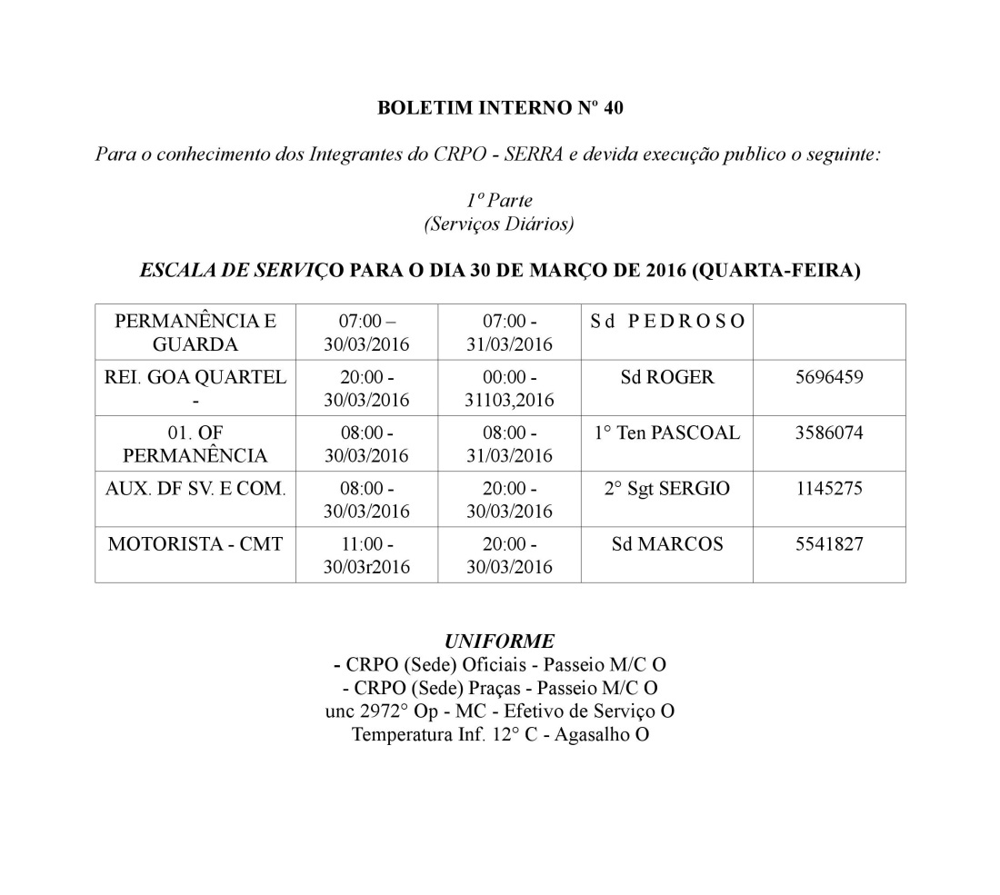 BOLETIM INTERNO Nº 40
Para o conhecimento dos Integrantes do CRPO - SERRA e devida execução publico o seguinte:
1º Parte
(Serviços Diários)
ESCALA DE SERVIÇO PARA O DIA 30 DE MARÇO DE 2016 (QUARTA-FEIRA)
PERMANÊNCIA E
GUARDA
07:00 –
30/03/2016
07:00 -
31/03/2016
Sd PEDROSO
REI. GOA QUARTEL
-
20:00 -
30/03/2016
00:00 -
31103,2016
Sd ROGER
5696459
01. OF
PERMANÊNCIA
08:00 -
30/03/2016
08:00 -
31/03/2016
1° Ten PASCOAL
3586074
AUX. DF SV. E COM.
08:00 -
30/03/2016
20:00 -
30/03/2016
2° Sgt SERGIO
1145275
MOTORISTA - CMT
11:00 -
30/03r2016
20:00 -
30/03/2016
Sd MARCOS
5541827
UNIFORME
- CRPO (Sede) Oficiais - Passeio M/C O
- CRPO (Sede) Praças - Passeio M/C O
unc 2972° Op - MC - Efetivo de Serviço O
Temperatura Inf. 12° C - Agasalho O